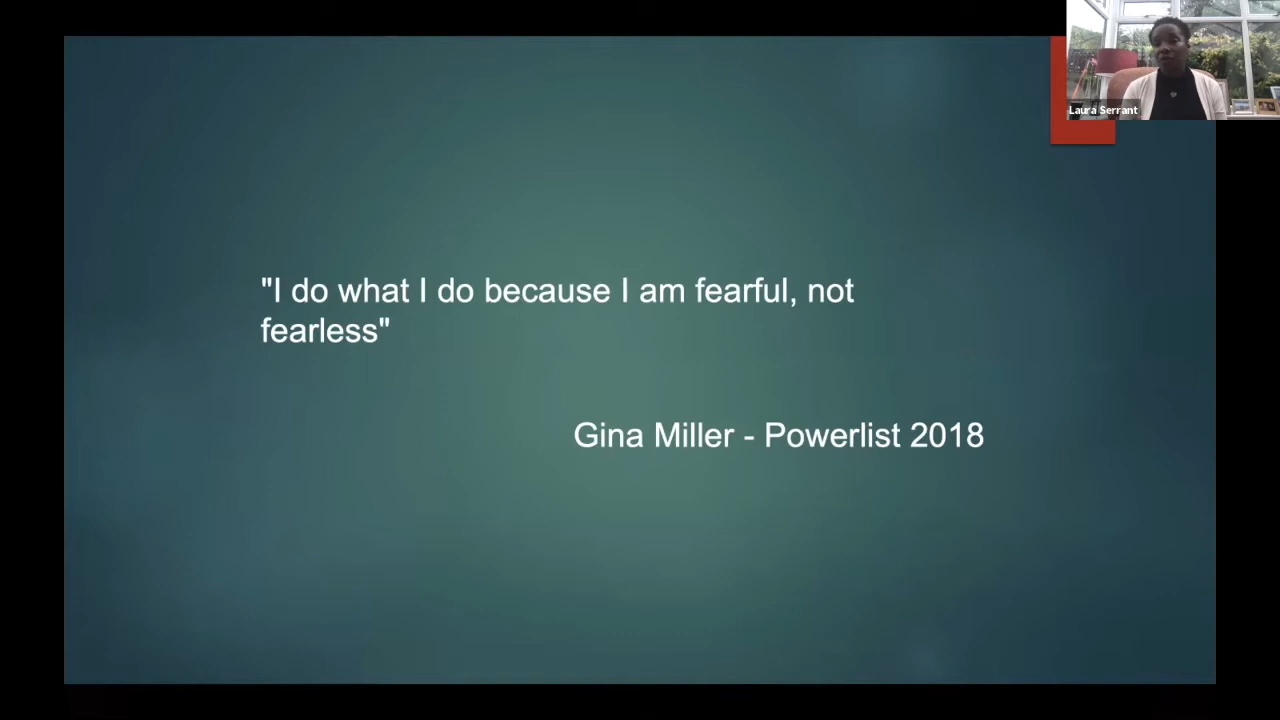 Laura Serrant
"I do what I do because I am fearful, not
fearless"
Gina Miller - Powerlist 2018